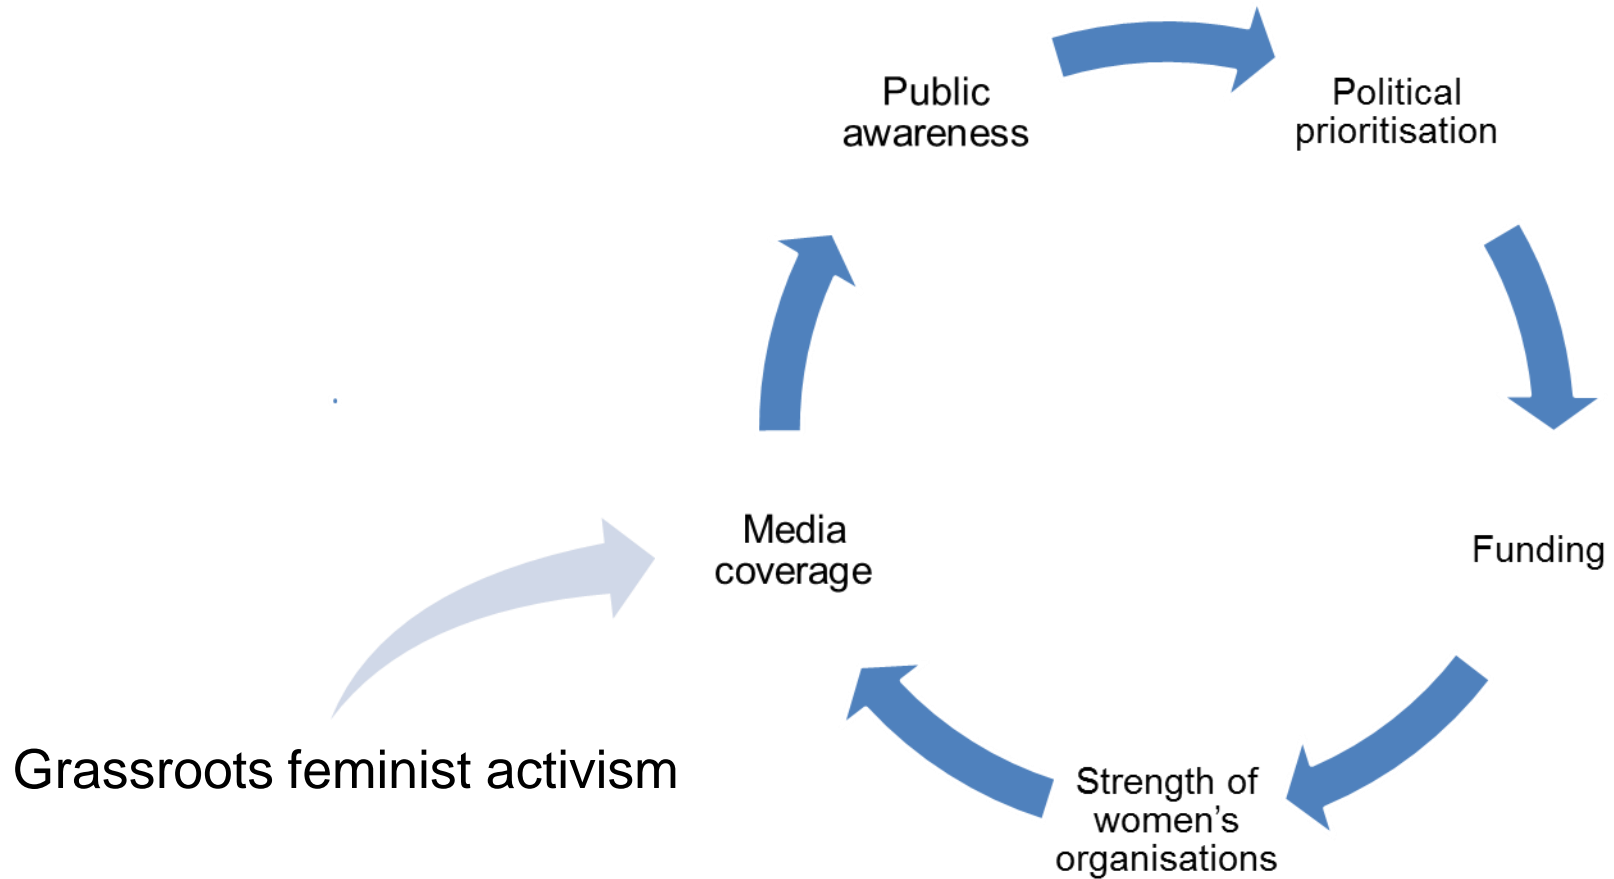 Public
awareness
Political
prioritisation
Funding
Strength of
women’s
organisations
Media
coverage
Grassroots feminist activism